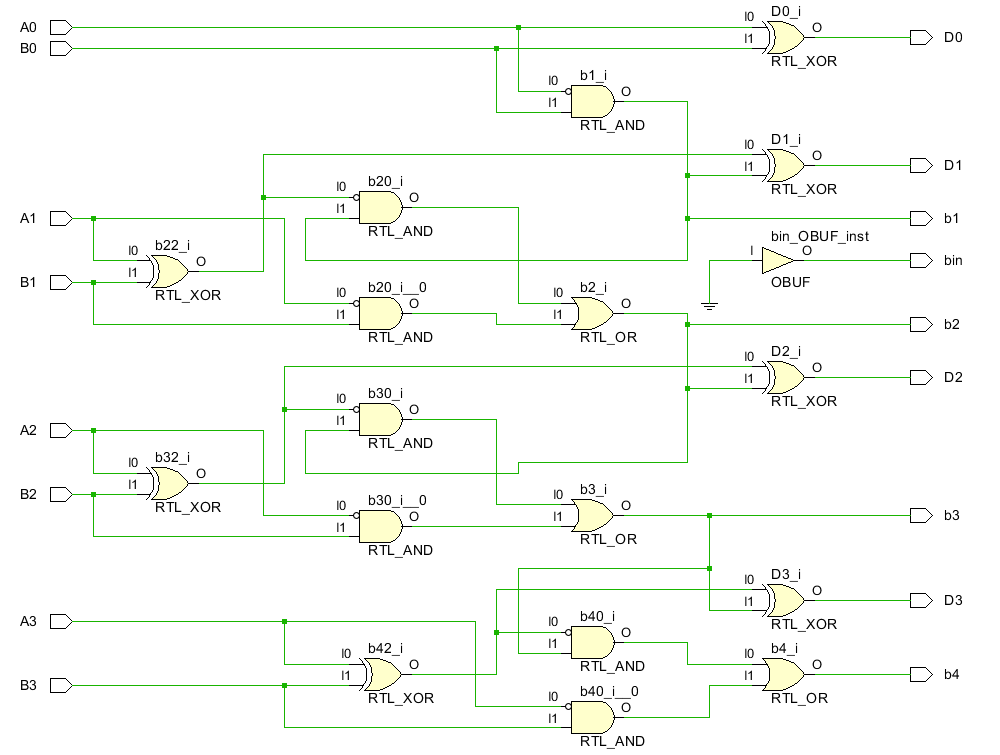 A0
B0
I0
I1
D0_i
O
RTL_XOR
D0
I0
I1
b1_i
O
RTL_AND
I0
I1
D1_i
O
RTL_XOR
D1
A1
B1
I0
I1
b22_i
O
RTL_XOR
I0
I1
b20_i
O
RTL_AND
b1
I
bin_OBUF_inst
O
OBUF
bin
I0
I1
b20_i__0
O
RTL_AND
I0
I1
b2_i
O
RTL_OR
b2
I0
I1
D2_i
O
RTL_XOR
D2
A2
B2
I0
I1
b32_i
O
RTL_XOR
I0
I1
b30_i
O
RTL_AND
I0
I1
b30_i__0
O
RTL_AND
I0
I1
b3_i
O
RTL_OR
b3
I0
I1
D3_i
O
RTL_XOR
D3
A3
B3
I0
I1
b42_i
O
RTL_XOR
I0
I1
b40_i
O
RTL_AND
I0
I1
b40_i__0
O
RTL_AND
I0
I1
b4_i
O
RTL_OR
b4